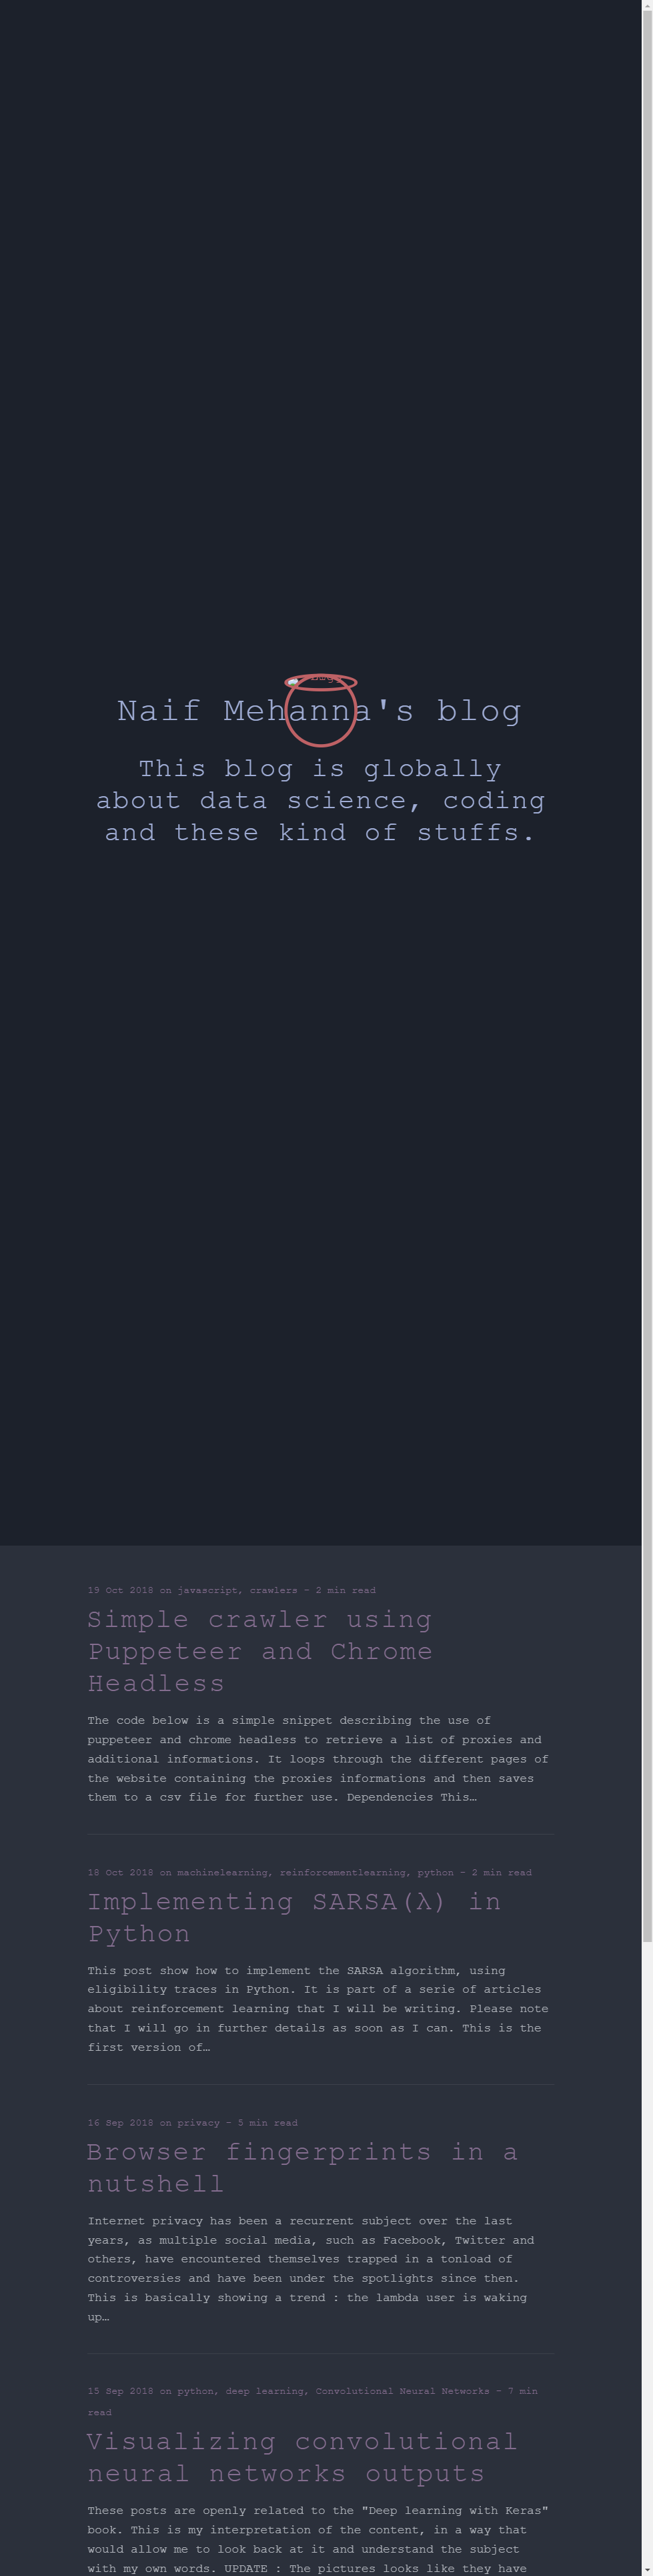 Naif Mehanna's blog
This blog is globally
about data science, coding
and these kind of stuffs.
19 Oct 2018 on javascript, crawlers - 2 min read
Simple crawler using
Puppeteer and Chrome
Headless
The code below is a simple snippet describing the use of
puppeteer and chrome headless to retrieve a list of proxies and
additional informations. It loops through the different pages of
the website containing the proxies informations and then saves
them to a csv file for further use. Dependencies This…
18 Oct 2018 on machinelearning, reinforcementlearning, python - 2 min read
Implementing SARSA(λ) in
Python
This post show how to implement the SARSA algorithm, using
eligibility traces in Python. It is part of a serie of articles
about reinforcement learning that I will be writing. Please note
that I will go in further details as soon as I can. This is the
first version of…
16 Sep 2018 on privacy - 5 min read
Browser fingerprints in a
nutshell
Internet privacy has been a recurrent subject over the last
years, as multiple social media, such as Facebook, Twitter and
others, have encountered themselves trapped in a tonload of
controversies and have been under the spotlights since then.
This is basically showing a trend : the lambda user is waking
up…
15 Sep 2018 on python, deep learning, Convolutional Neural Networks - 7 min
read
Visualizing convolutional
neural networks outputs
These posts are openly related to the "Deep learning with Keras"
book. This is my interpretation of the content, in a way that
would allow me to look back at it and understand the subject
with my own words. UPDATE : The pictures looks like they have